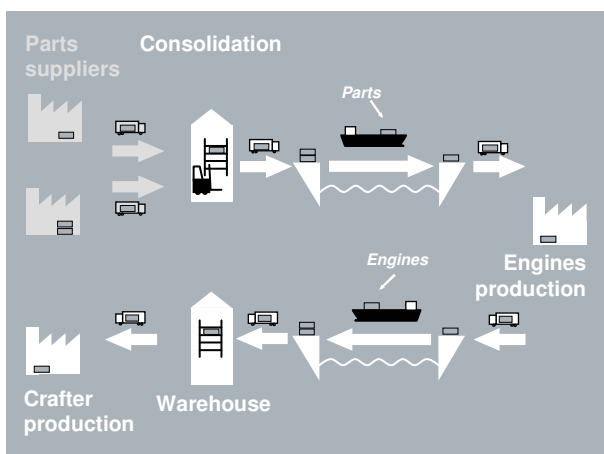 Parts
suppliers
Consolidation
Parts
Engines
production
Engines
Crafter
production
Warehouse